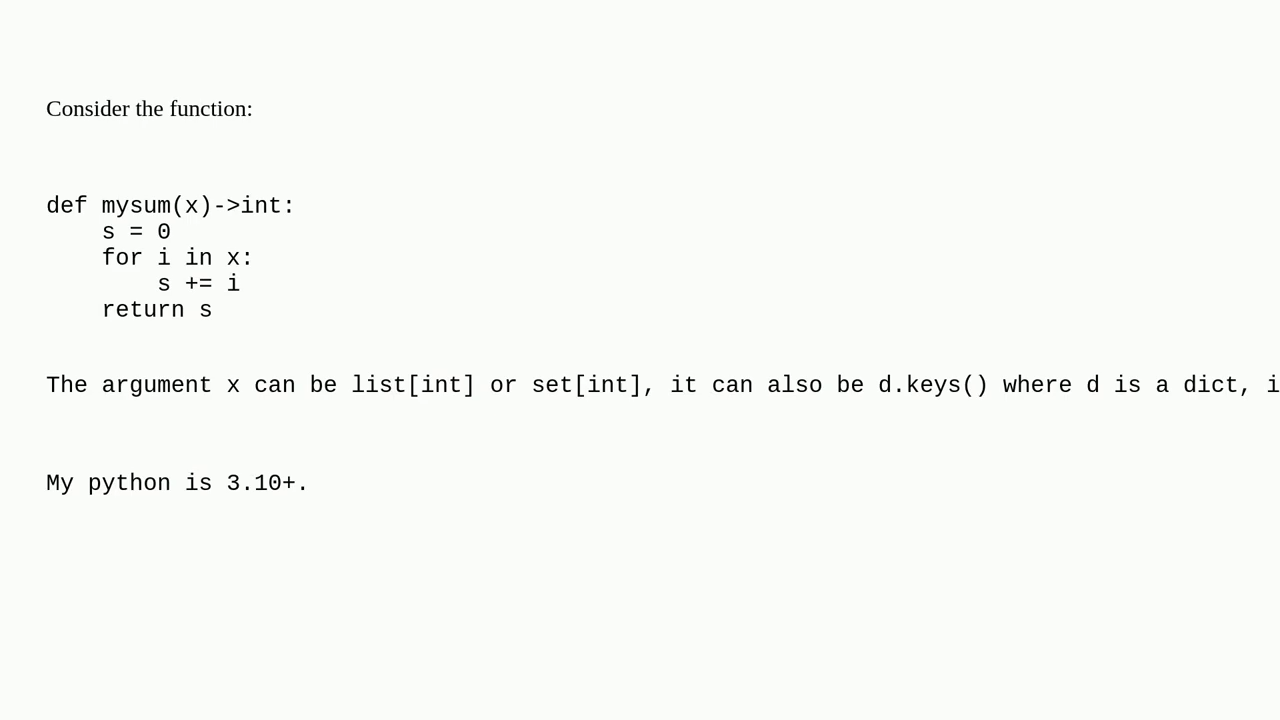 Consider the function:
def mysum(x)->int:
    s = 0
    for i in x:
        s += i
    return s
The argument x can be list[int] or set[int], it can also be d.keys() where d is a dict, i
My python is 3.10+.